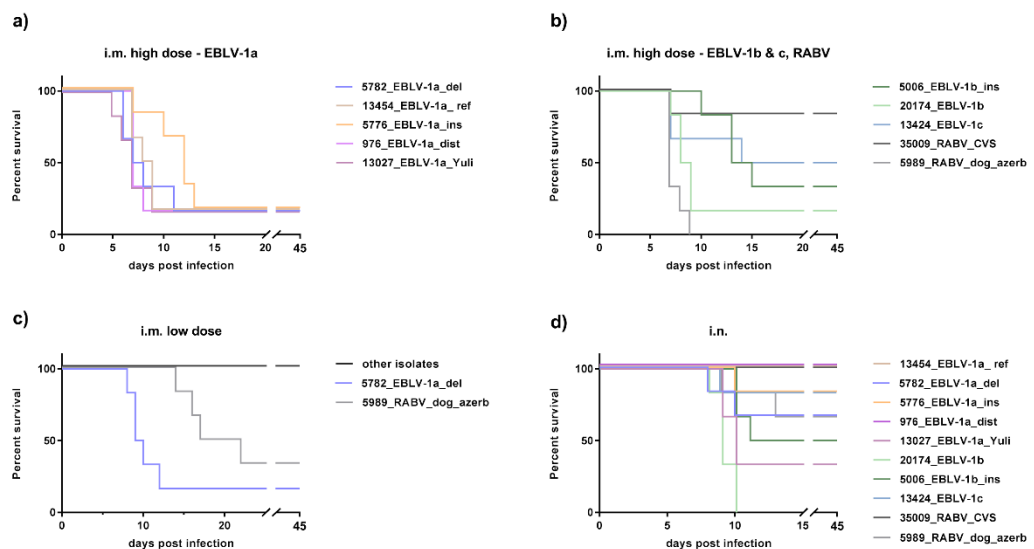 a)
i.m. high dose - EBLV-1a
Percent survival
100
50
0
0 5 10 15 20 45
days post infection
5782_EBLV-1a_del
13454_EBLV-1a_ ref
5776_EBLV-1a_ins
976_EBLV-1a_dist
13027_EBLV-1a_Yuli
b)
i.m. high dose - EBLV-1b & c, RABV
Percent survival
100
50
0
0 5 10 15 20 45
days post infection
5006_EBLV-1b_ins
20174_EBLV-1b
13424_EBLV-1c
35009_RABV_CVS
5989_RABV_dog_azerb
c)
i.m. low dose
Percent survival
100
50
0
0 10 20 45
days post infection
other isolates
5782_EBLV-1a_del
5989_RABV_dog_azerb
d)
i.n.
Percent survival
100
50
0
0 5 10 15 45
days post infection
13454_EBLV-1a_ ref
5782_EBLV-1a_del
5776_EBLV-1a_ins
976_EBLV-1a_dist
13027_EBLV-1a_Yuli
20174_EBLV-1b
5006_EBLV-1b_ins
13424_EBLV-1c
35009_RABV_CVS
5989_RABV_dog_azerb